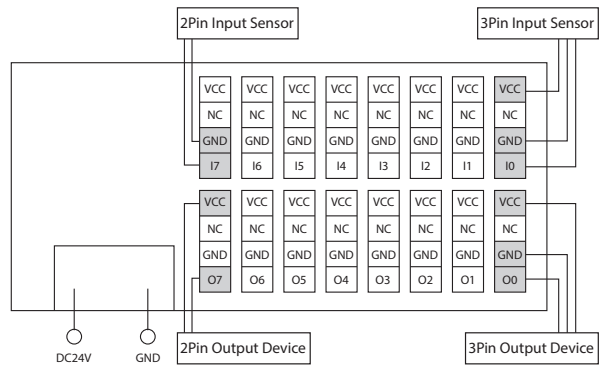 2Pin Input Sensor 3Pin Input Sensor
VCC VCC VCC VCC VCC VCC VCC VCC
NC NC NC NC NC NC NC NC
GND GND GND GND GND GND GND GND
I7 I6 I5 I4 I3 I2 I1 I0
VCC VCC VCC VCC VCC VCC VCC VCC
NC NC NC NC NC NC NC NC
GND GND GND GND GND GND GND GND
O7 O6 O5 O4 O3 O2 O1 O0
DC24V GND 2Pin Output Device 3Pin Output Device